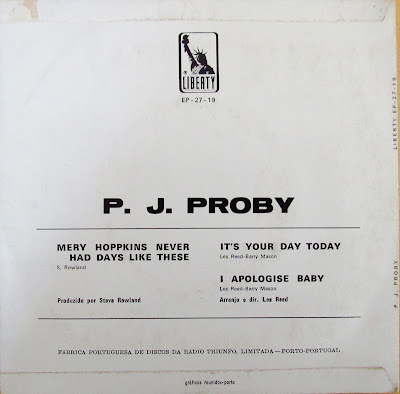 LIBERTY
EP-27-19
P. J. PROBY
MERY HOPPKINS NEVER
HAD DAYS LIKE THESE
S. Rowland
Produzido por Steve Rowland
IT'S YOUR DAY TODAY
Les Reed-Barry Mason
I APOLOGISE BABY
Les Reed-Barry Mason
Arranjo e dir. Les Reed
FABRICA PORTUGUESA DE DISCOS DA RADIO TRIUNFO, LIMITADA — PORTO-PORTUGAL
gráficos reunidos-porto
LIBERTY EP-27-19
P. J. PROBY